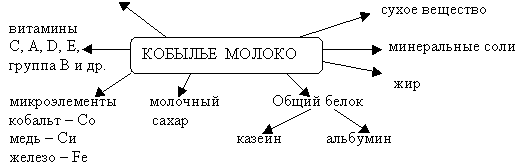 сухое вещество
витамины
С, А, D, Е,
группа В и др.
КОБЫЛЬЕ МОЛОКО
минеральные соли
жир
микроэлементы
кобальт – Со
медь – Си
железо – Fe
молочный
сахар
Общий белок
казеин
альбумин